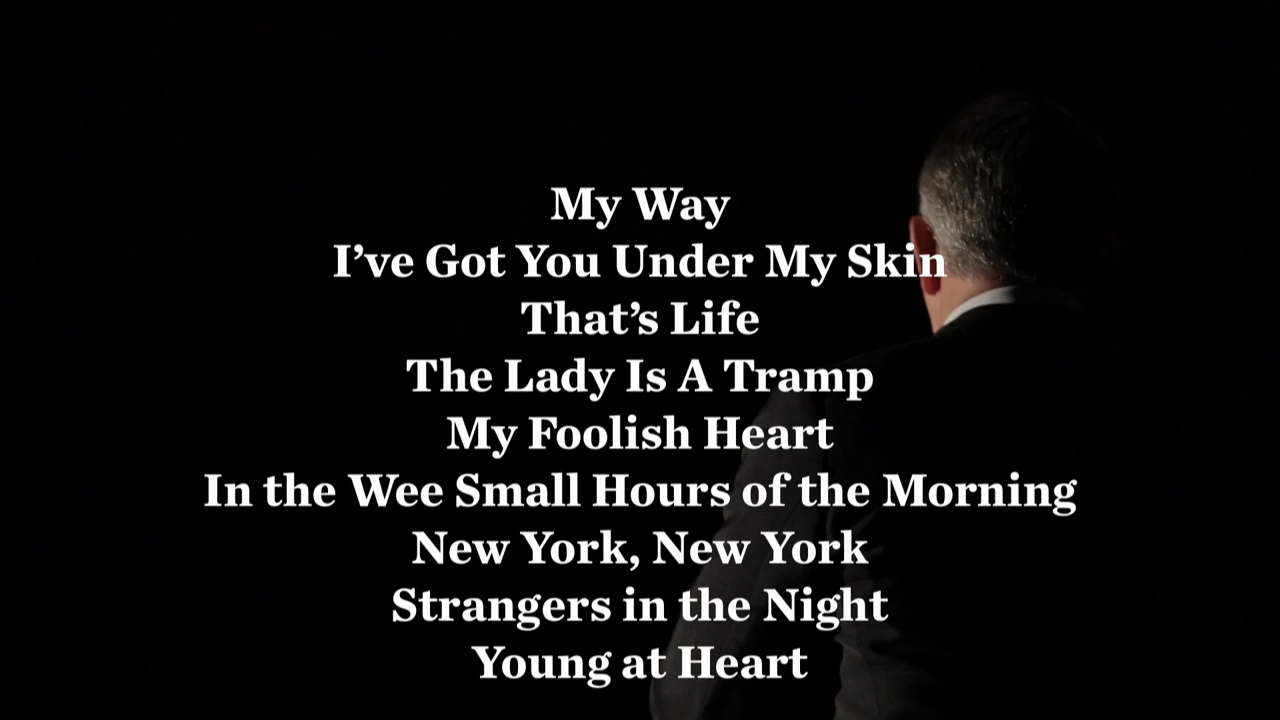 My Way
I’ve Got You Under My Skin
That’s Life
The Lady Is A Tramp
My Foolish Heart
In the Wee Small Hours of the Morning
New York, New York
Strangers in the Night
Young at Heart